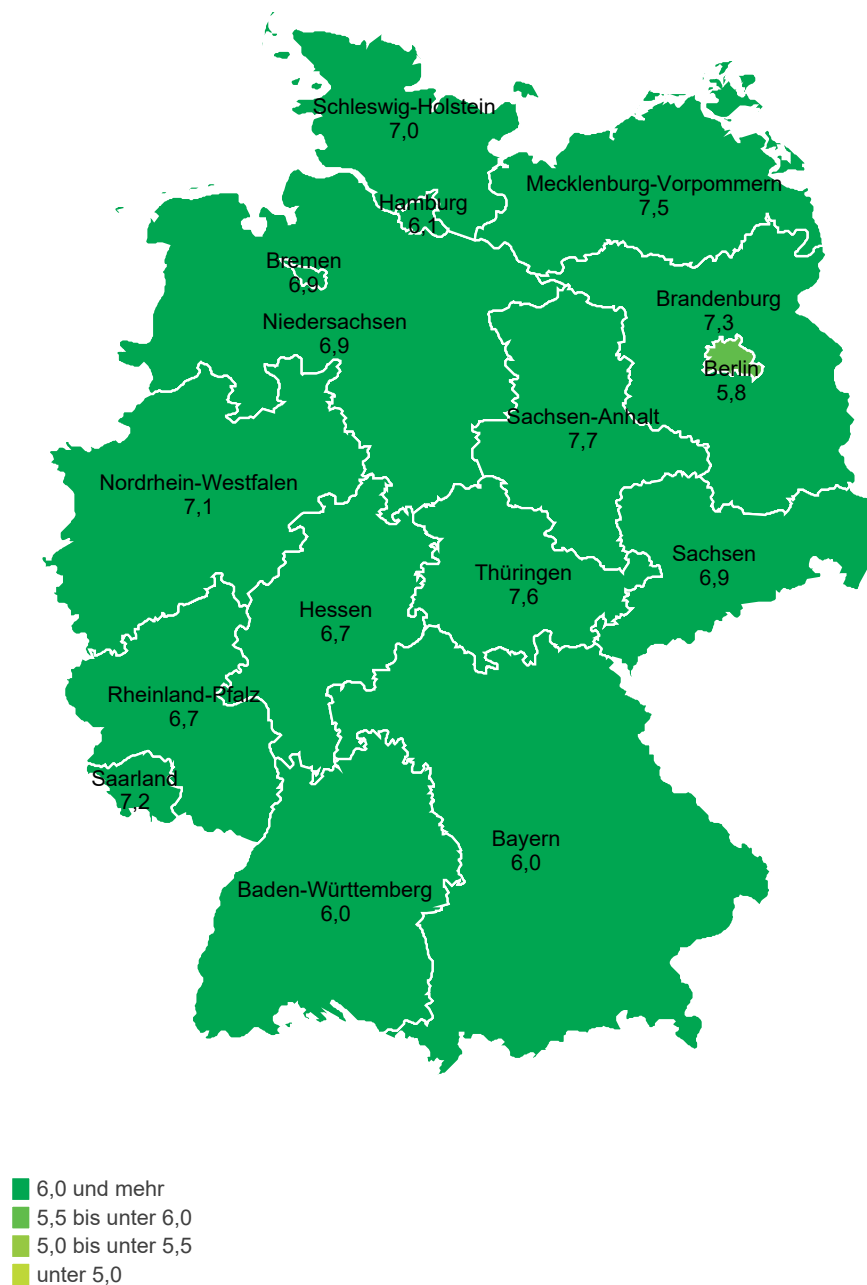 Schleswig-Holstein
7,0
Mecklenburg-Vorpommern
7,5
Hamburg
6,1
Bremen
6,9
Brandenburg
7,3
Niedersachsen
6,9
Berlin
5,8
Sachsen-Anhalt
7,7
Nordrhein-Westfalen
7,1
Sachsen
6,9
Thüringen
7,6
Hessen
6,7
Rheinland-Pfalz
6,7
Saarland
7,2
Bayern
6,0
Baden-Württemberg
6,0
6,0 und mehr
5,5 bis unter 6,0
5,0 bis unter 5,5
unter 5,0